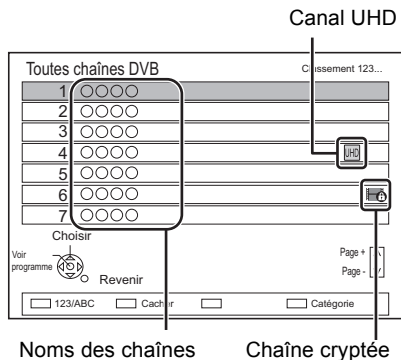 Canal UHD
Toutes chaînes DVB Classement 123...
1 ○○○○
2 ○○○○
3 ○○○○
4 ○○○○ UHD
5 ○○○○
6 ○○○○
7 ○○○○
Choisir
Voir
programme
Revenir
Page +
Page -
123/ABC Cacher Catégorie
Noms des chaînes Chaîne cryptée